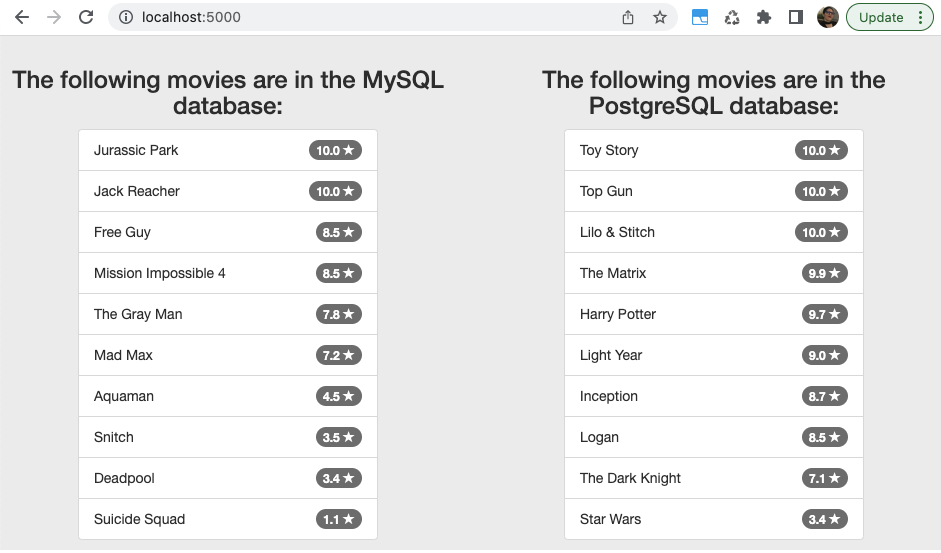 localhost:5000
Update
The following movies are in the MySQL
database:
Jurassic Park 10.0 ★
Jack Reacher 10.0 ★
Free Guy 8.5 ★
Mission Impossible 4 8.5 ★
The Gray Man 7.8 ★
Mad Max 7.2 ★
Aquaman 4.5 ★
Snitch 3.5 ★
Deadpool 3.4 ★
Suicide Squad 1.1 ★
The following movies are in the
PostgreSQL database:
Toy Story 10.0 ★
Top Gun 10.0 ★
Lilo & Stitch 10.0 ★
The Matrix 9.9 ★
Harry Potter 9.7 ★
Light Year 9.0 ★
Inception 8.7 ★
Logan 8.5 ★
The Dark Knight 7.1 ★
Star Wars 3.4 ★